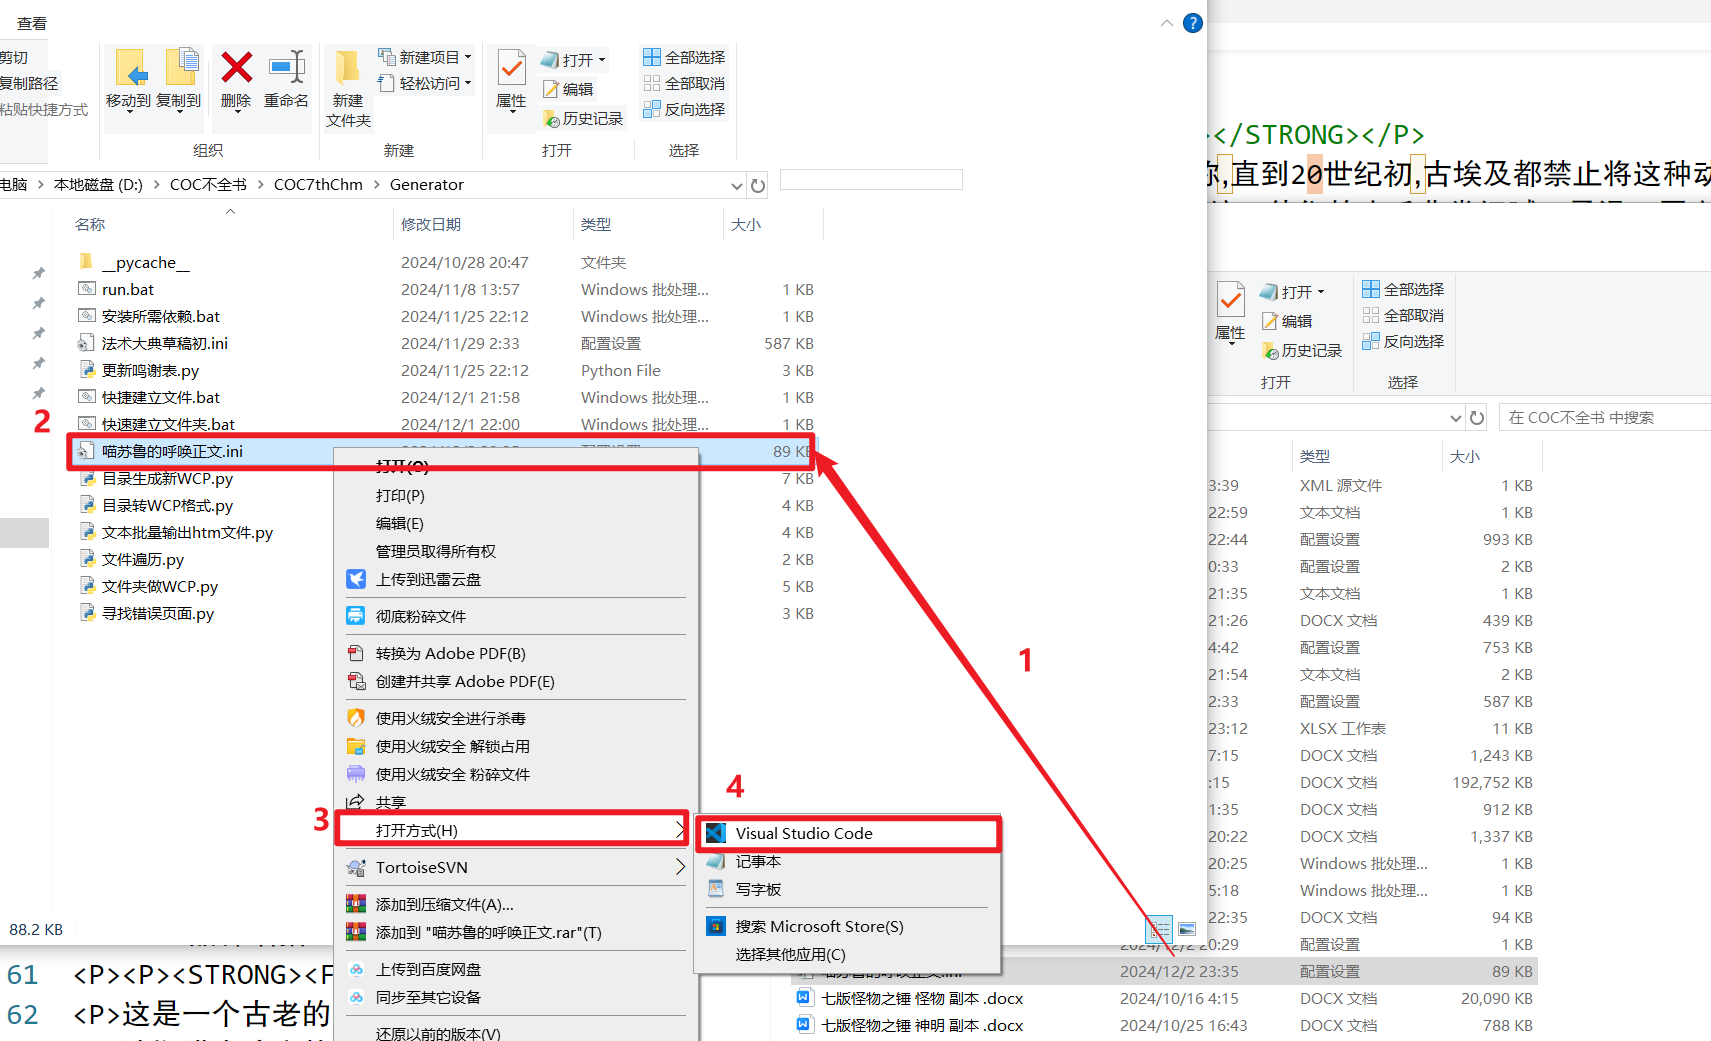 查看
剪切
复制路径
粘贴快捷方式
移动到
复制到
删除
重命名
新建
文件夹
新建项目
轻松访问
属性
打开
编辑
历史记录
全部选择
全部取消
反向选择
组织
新建
打开
选择
电脑 > 本地磁盘 (D:) > COC不全书 > COC7thChm > Generator
名称 修改日期 类型 大小
__pycache__ 2024/10/28 20:47 文件夹
run.bat 2024/11/8 13:57 Windows 批处理... 1 KB
安装所需依赖.bat 2024/11/25 22:12 Windows 批处理... 1 KB
法术大典草稿初.ini 2024/11/29 2:33 配置设置 587 KB
更新鸣谢表.py 2024/11/25 22:12 Python File 3 KB
快捷建立文件.bat 2024/12/1 21:58 Windows 批处理... 1 KB
快速建立文件夹.bat 2024/12/1 22:00 Windows 批处理... 1 KB
2
喵苏鲁的呼唤正文.ini 89 KB
目录生成新WCP.py 7 KB
目录转WCP格式.py 4 KB
文本批量输出htm文件.py 4 KB
文件遍历.py 2 KB
文件夹做WCP.py 5 KB
寻找错误页面.py 3 KB
88.2 KB
打开(O)
打印(P)
编辑(E)
管理员取得所有权
上传到迅雷云盘
彻底粉碎文件
转换为 Adobe PDF(B)
创建并共享 Adobe PDF(E)
使用火绒安全进行杀毒
使用火绒安全 解锁占用
使用火绒安全 粉碎文件
共享
3
打开方式(H)
TortoiseSVN
添加到压缩文件(A)...
添加到 "喵苏鲁的呼唤正文.rar"(T)
上传到百度网盘
同步至其它设备
还原以前的版本(V)
4
Visual Studio Code
记事本
写字板
搜索 Microsoft Store(S)
选择其他应用(C)
1
></STRONG></P>
称,直到20世纪初,古埃及都禁止将这种动
属性
打开
编辑
历史记录
全部选择
全部取消
反向选择
打开
选择
在 COC不全书 中搜索
类型 大小
3:39 XML 源文件 1 KB
22:59 文本文档 1 KB
22:44 配置设置 993 KB
0:33 配置设置 2 KB
21:35 文本文档 1 KB
21:26 DOCX 文档 439 KB
4:42 配置设置 753 KB
21:54 文本文档 2 KB
2:33 配置设置 587 KB
23:12 XLSX 工作表 11 KB
7:15 DOCX 文档 1,243 KB
:15 DOCX 文档 192,752 KB
1:35 DOCX 文档 912 KB
20:22 DOCX 文档 1,337 KB
20:25 Windows 批处理... 1 KB
5:18 Windows 批处理... 1 KB
22:35 DOCX 文档 94 KB
2024/12/2 20:29 配置设置 1 KB
喵苏鲁的呼唤正文.ini 2024/12/2 23:35 配置设置 89 KB
七版怪物之锤 怪物 副本 .docx 2024/10/16 4:15 DOCX 文档 20,090 KB
七版怪物之锤 神明 副本 .docx 2024/10/25 16:43 DOCX 文档 788 KB
61 <P><P><STRONG><F
62 <P>这是一个古老的